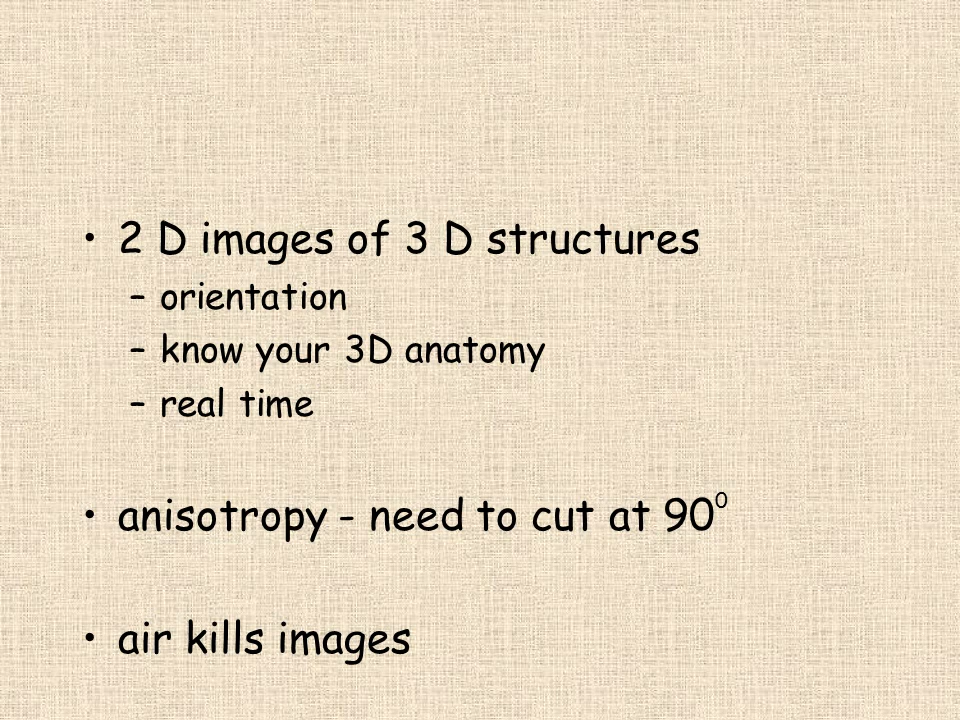 • 2 D images of 3 D structures
– orientation
– know your 3D anatomy
– real time
• anisotropy - need to cut at 90⁰
• air kills images